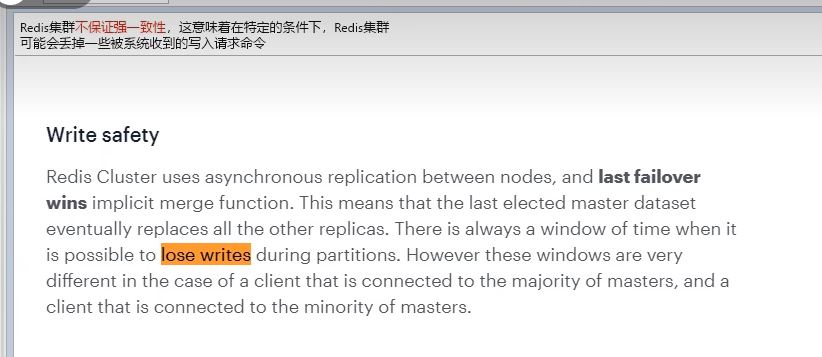 Redis集群不保证强一致性，这意味着在特定的条件下，Redis集群
可能会丢掉一些被系统收到的写入请求命令
Write safety
Redis Cluster uses asynchronous replication between nodes, and last failover
wins implicit merge function. This means that the last elected master dataset
eventually replaces all the other replicas. There is always a window of time when it
is possible to lose writes during partitions. However these windows are very
different in the case of a client that is connected to the majority of masters, and a
client that is connected to the minority of masters.